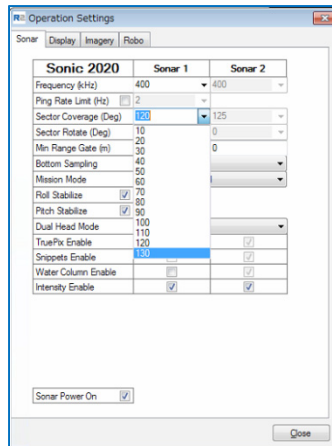 R2 Operation Settings
Sonar Display Imagery Robo
Sonic 2020 Sonar 1 Sonar 2
Frequency (kHz) 400 400
Ping Rate Limit (Hz) 2
Sector Coverage (Deg) 120 125
Sector Rotate (Deg) 10 0
20
Min Range Gate (m) 30 0
40
Bottom Sampling 50
60
Mission Mode
70
Roll Stabilize 80
Pitch Stabilize 90
100
Dual Head Mode 110
TruePix Enable 120
Snippets Enable 130
Water Column Enable
Intensity Enable
Sonar Power On
Close